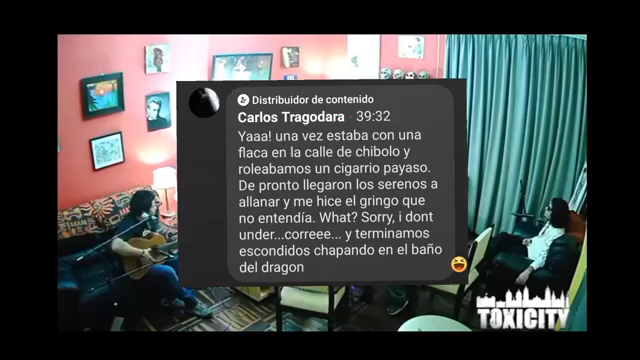 Distribuidor de contenido
Carlos Tragodara · 39:32
Yaaa! una vez estaba con una
flaca en la calle de chibolo y
roleabamos un cigarrio payaso.
De pronto llegaron los serenos a
allanar y me hice el gringo que
no entendía. What? Sorry, i dont
under...correee... y terminamos
escondidos chapando en el baño
del dragon
TOXICITY